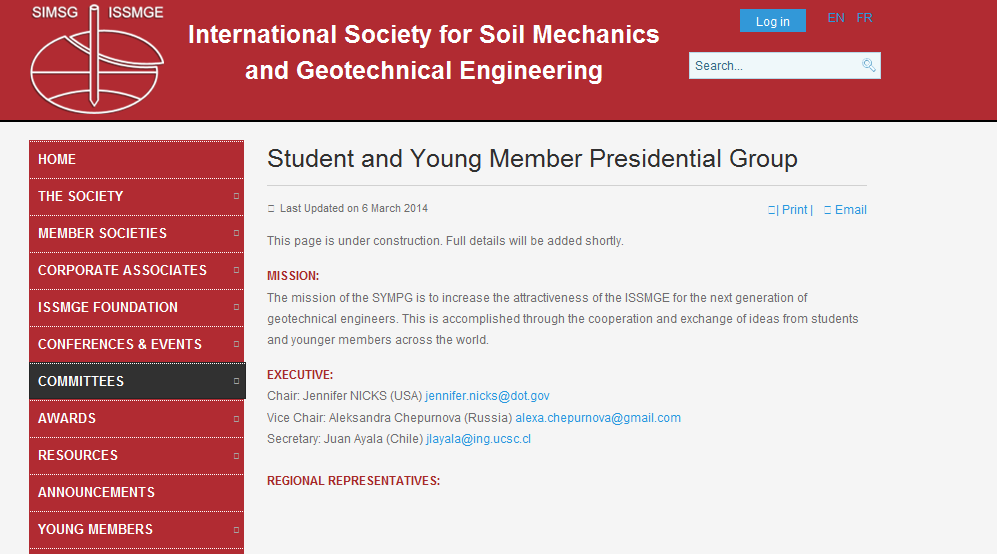 SIMSG ISSMGE
International Society for Soil Mechanics
and Geotechnical Engineering
Log in
EN FR
Search...
HOME
THE SOCIETY
MEMBER SOCIETIES
CORPORATE ASSOCIATES
ISSMGE FOUNDATION
CONFERENCES & EVENTS
COMMITTEES
AWARDS
RESOURCES
ANNOUNCEMENTS
YOUNG MEMBERS
Student and Young Member Presidential Group
Last Updated on 6 March 2014
| Print | Email
This page is under construction. Full details will be added shortly.
MISSION:
The mission of the SYMPG is to increase the attractiveness of the ISSMGE for the next generation of
geotechnical engineers. This is accomplished through the cooperation and exchange of ideas from students
and younger members across the world.
EXECUTIVE:
Chair: Jennifer NICKS (USA) jennifer.nicks@dot.gov
Vice Chair: Aleksandra Chepurnova (Russia) alexa.chepurnova@gmail.com
Secretary: Juan Ayala (Chile) jlayala@ing.ucsc.cl
REGIONAL REPRESENTATIVES: